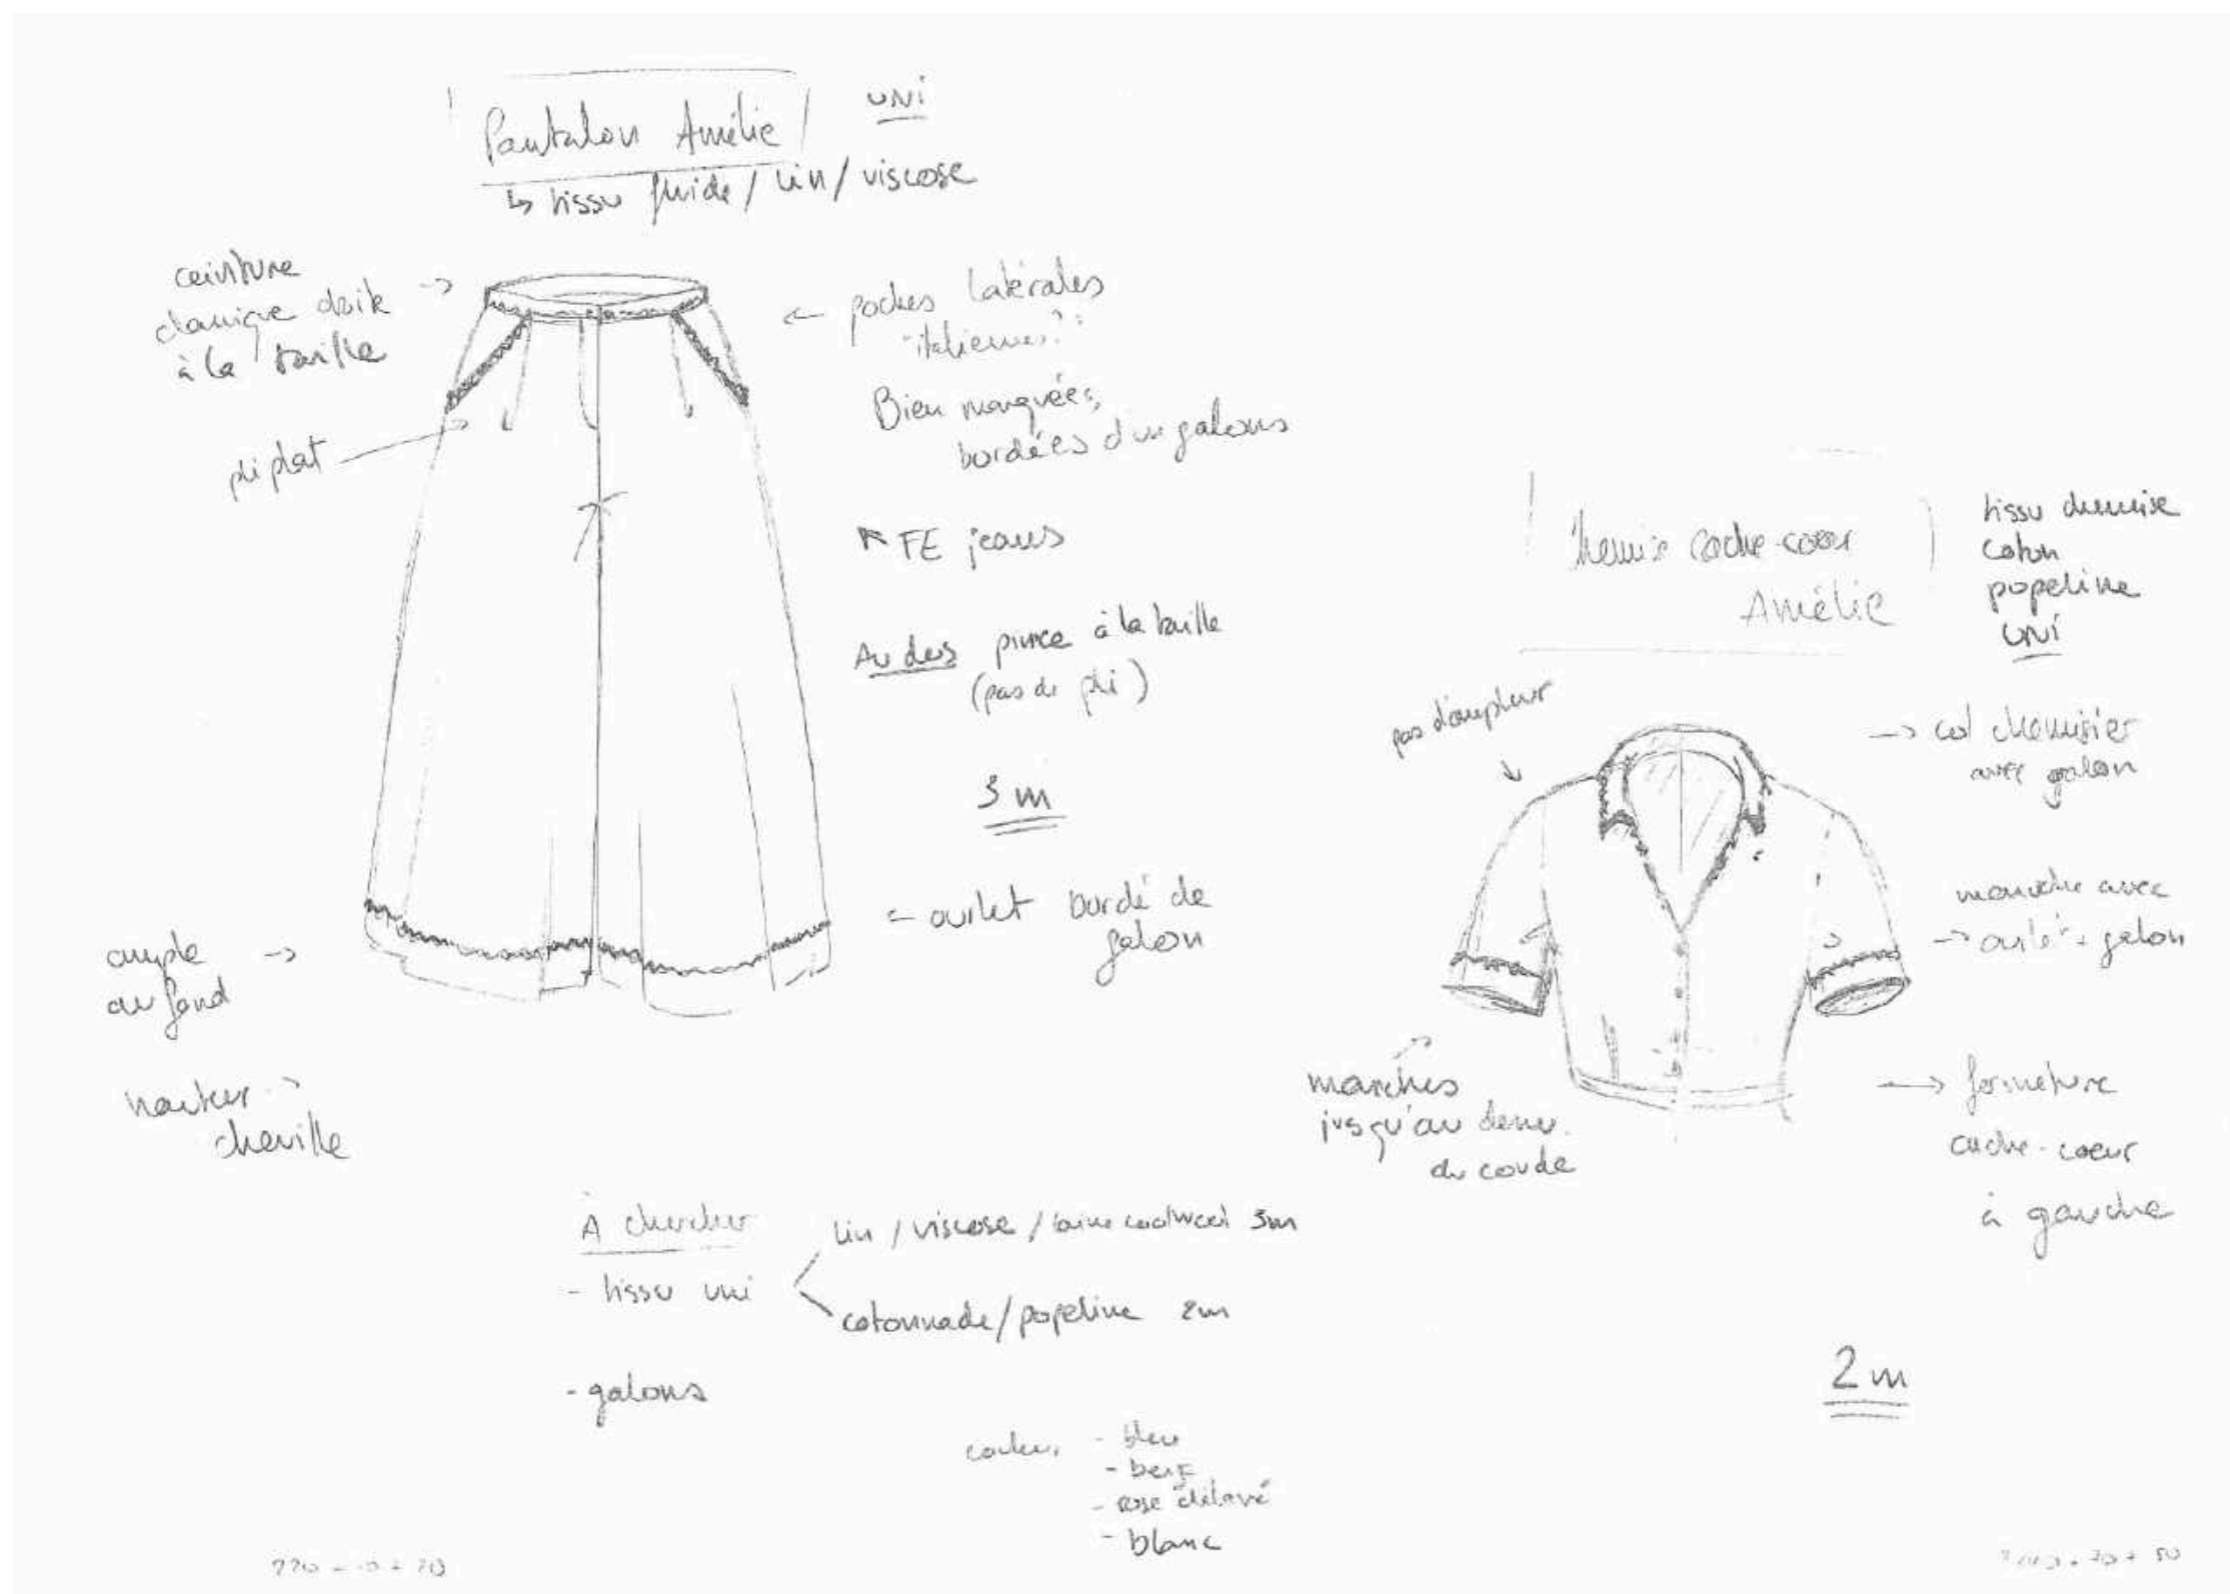 Pantalon Amélie
UNI
↳ tissu fluide / lin / viscose
ceinture
classique droite →
à la taille
pli plat
← poches latérales
"italiennes?"
Bien marquées,
bordées d'un galons
FE jeans
Au dos pince à la taille
(pas de pli)
3 m
← ourlet bordé de
galon
ample →
au fond
hauteur →
cheville
chemise cache-coeur
Amélie
tissu chemise
coton
popeline
UNI
pas d'ampleur
→ col chemisier
avec galon
manche avec
→ ourlet + galon
manches
jusqu'au dessus
du coude
→ fermeture
cache-coeur
à gauche
2 m
A chercher
- tissu uni
lin / viscose / laine coolwool 3m
cotonnade / popeline 2m
- galons
couleur
- bleu
- beige
- rose délavé
- blanc